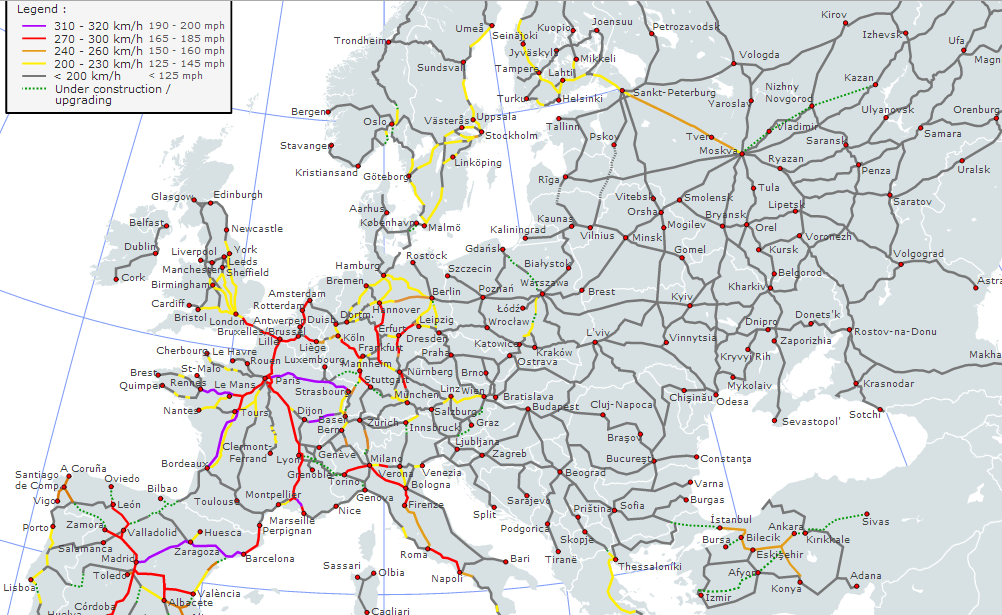 Legend :
310 - 320 km/h 190 - 200 mph
270 - 300 km/h 165 - 185 mph
240 - 260 km/h 150 - 160 mph
200 - 230 km/h 125 - 145 mph
< 200 km/h < 125 mph
Under construction /
upgrading
Umeå
Seinäjoki
Kuopio
Joensuu
Petrozavodsk
Kirov
Izhevsk
Ufa
Magn
Trondheim
Jyväskylä
Mikkeli
Vologda
Sundsvall
Tampere
Lahti
Kazan
Turku
Helsinki
Sankt-Peterburg
Yaroslavl
Nizhny
Novgorod
Ulyanovsk
Orenburg
Bergen
Oslo
Västerås
Uppsala
Stockholm
Tallinn
Pskov
Tver
Vladimir
Saransk
Samara
Stavanger
Linköping
Moskva
Ryazan
Penza
Uralsk
Kristiansand
Göteborg
Rīga
Tula
Glasgow
Edinburgh
Vitebsk
Smolensk
Lipetsk
Saratov
Aarhus
Orsha
Bryansk
Belfast
Newcastle
København
Malmö
Kaliningrad
Kaunas
Vilnius
Minsk
Mogilev
Orel
Voronezh
Dublin
Liverpool
York
Leeds
Gdańsk
Gomel
Kursk
Volgograd
Manchester
Sheffield
Hamburg
Rostock
Szczecin
Białystok
Belgorod
Cork
Birmingham
Bremen
Berlin
Poznań
Warszawa
Brest
Kyiv
Kharkiv
Astra
Cardiff
Amsterdam
Rotterdam
Hannover
Łódź
Bristol
London
Antwerpen
Duisb.
Dortm.
Leipzig
Wrocław
Dnipro
Donets'k
Rostov-na-Donu
Bruxelles/Brussel
Erfurt
Dresden
Katowice
L'viv
Vinnytsia
Zaporizhia
Lille
Liège
Köln
Frankfurt
Praha
Kraków
Kryvyi Rih
Makha
Cherbourg
Le Havre
Luxembourg
Mannheim
Ostrava
Rouen
Brest
St-Malo
Nürnberg
Brno
Mykolaiv
Krasnodar
Quimper
Rennes
Le Mans
Paris
Stuttgart
Linz
Wien
Chişinău
Odesa
Strasbourg
München
Bratislava
Nantes
Tours
Dijon
Salzburg
Budapest
Cluj-Napoca
Sevastopol'
Sotchi
Basel
Bern
Zürich
Innsbruck
Graz
Braşov
Clermont-
Ferrand
Genève
Ljubljana
Zagreb
Bordeaux
Lyon
Milano
Venezia
Beograd
Bucureşti
Constanţa
Santiago
de Comp.
A Coruña
Oviedo
Grenoble
Torino
Verona
Bologna
Bilbao
Toulouse
Montpellier
Genova
Firenze
Sarajevo
Varna
Vigo
León
Nice
Split
Priština
Sofia
Burgas
Porto
Zamora
Valladolid
Huesca
Marseille
Perpignan
Podgorica
Skopje
İstanbul
Ankara
Sivas
Salamanca
Zaragoza
Bursa
Bilecik
Kırıkkale
Madrid
Barcelona
Roma
Bari
Tiranë
Thessaloníki
Eskişehir
Lisboa
Toledo
Sassari
Olbia
Napoli
Afyon
Konya
Adana
València
İzmir
Córdoba
Albacete
Huelva
Cagliari